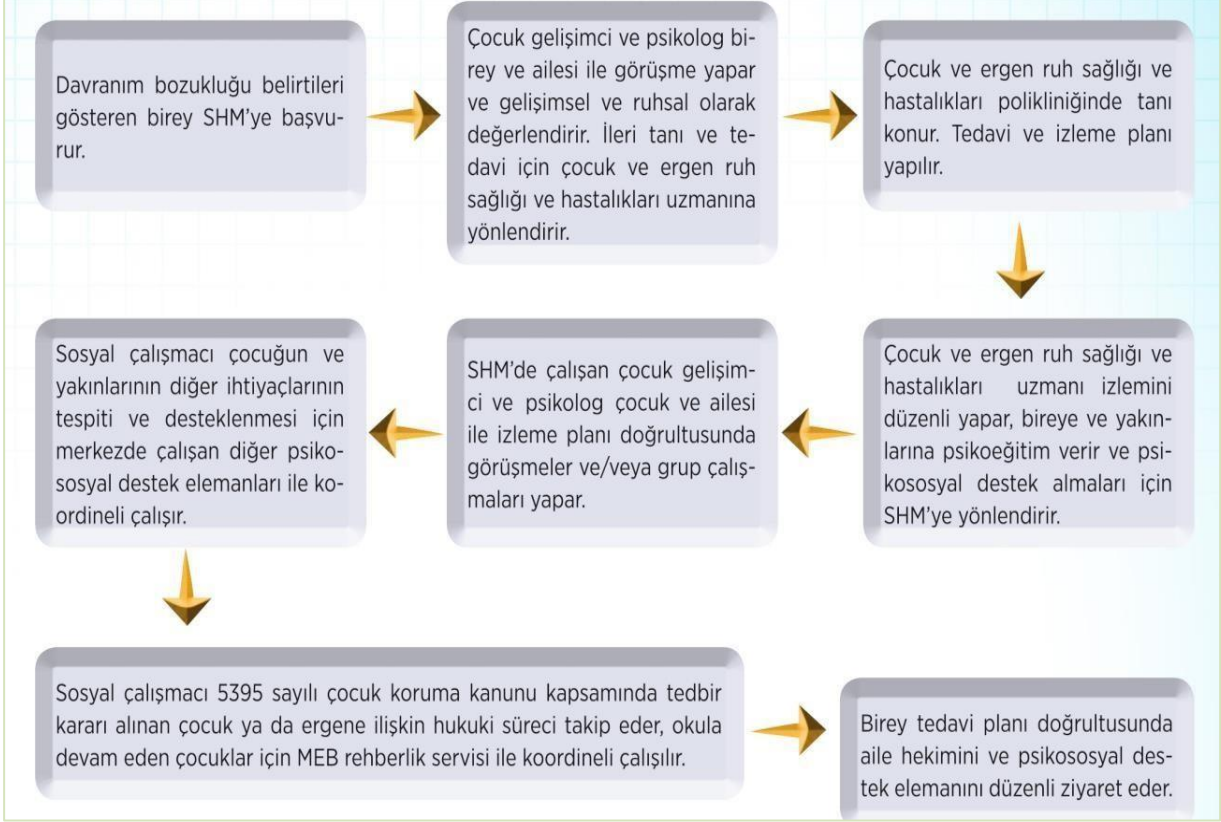 Davranım bozukluğu belirtileri
gösteren birey SHM'ye başvu-
rur.
Çocuk gelişimci ve psikolog bi-
rey ve ailesi ile görüşme yapar
ve gelişimsel ve ruhsal olarak
değerlendirir. İleri tanı ve te-
davi için çocuk ve ergen ruh
sağlığı ve hastalıkları uzmanına
yönlendirir.
Çocuk ve ergen ruh sağlığı ve
hastalıkları polikliniğinde tanı
konur. Tedavi ve izleme planı
yapılır.
Çocuk ve ergen ruh sağlığı ve
hastalıkları uzmanı izlemini
düzenli yapar, bireye ve yakın-
larına psikoeğitim verir ve psi-
kososyal destek almaları için
SHM'ye yönlendirir.
SHM'de çalışan çocuk gelişim-
ci ve psikolog çocuk ve ailesi
ile izleme planı doğrultusunda
görüşmeler ve/veya grup çalış-
maları yapar.
Sosyal çalışmacı çocuğun ve
yakınlarının diğer ihtiyaçlarının
tespiti ve desteklenmesi için
merkezde çalışan diğer psiko-
sosyal destek elemanları ile ko-
ordineli çalışır.
Sosyal çalışmacı 5395 sayılı çocuk koruma kanunu kapsamında tedbir
kararı alınan çocuk ya da ergene ilişkin hukuki süreci takip eder, okula
devam eden çocuklar için MEB rehberlik servisi ile koordineli çalışılır.
Birey tedavi planı doğrultusunda
aile hekimini ve psikososyal des-
tek elemanını düzenli ziyaret eder.